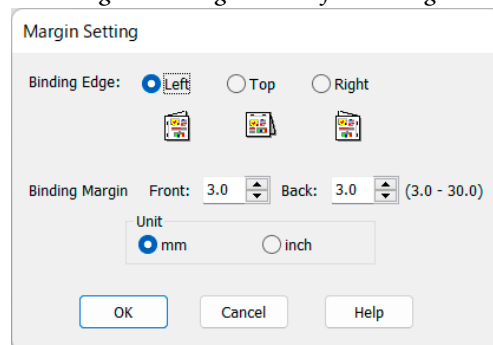 Margin Setting
Binding Edge: Left Top Right
Binding Margin Front: 3.0 Back: 3.0 (3.0 - 30.0)
Unit
mm inch
OK Cancel Help